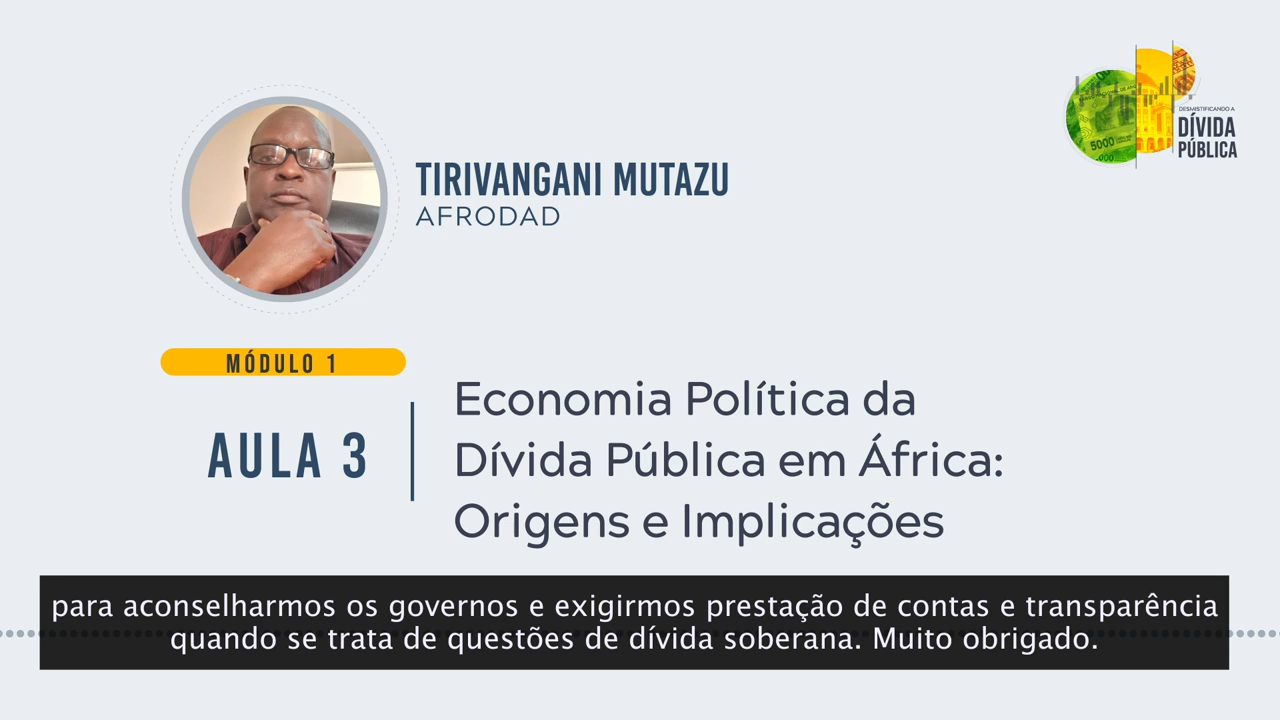 TIRIVANGANI MUTAZU
AFRODAD
DESMISTIFICANDO A
DÍVIDA
PÚBLICA
5000
MÓDULO 1
AULA 3
Economia Política da
Dívida Pública em África:
Origens e Implicações
para aconselharmos os governos e exigirmos prestação de contas e transparência
quando se trata de questões de dívida soberana. Muito obrigado.